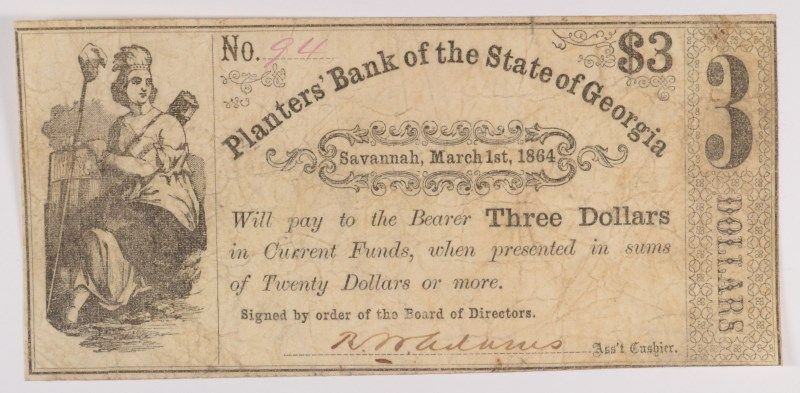 No. 94
$3
Planters' Bank of the State of Georgia
Savannah, March 1st, 1864
Will pay to the Bearer Three Dollars
in Current Funds, when presented in sums
of Twenty Dollars or more.
Signed by order of the Board of Directors.
R. W. Adams Ass't Cashier.
3
DOLLARS